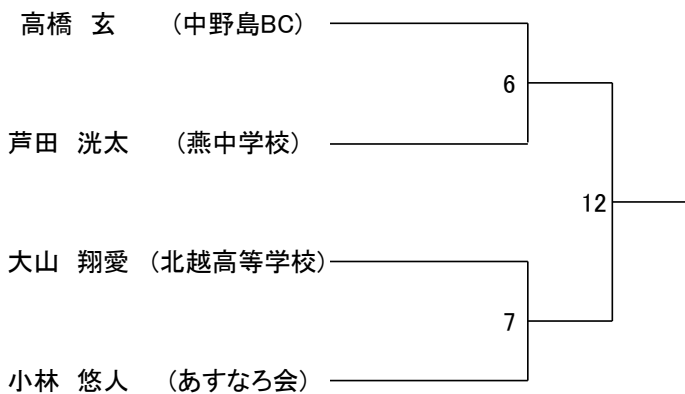 高橋 玄 (中野島BC)
6
芦田 洸太 (燕中学校)
12
大山 翔愛 (北越高等学校)
7
小林 悠人 (あすなろ会)